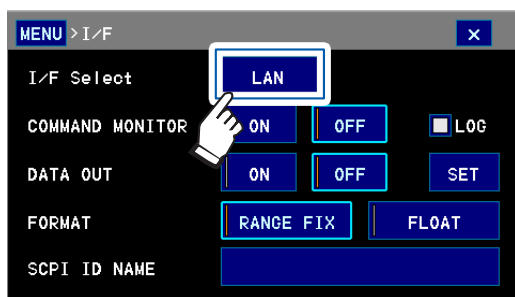 MENU > I/F ×
I/F Select LAN
COMMAND MONITOR ON OFF LOG
DATA OUT ON OFF SET
FORMAT RANGE FIX FLOAT
SCPI ID NAME